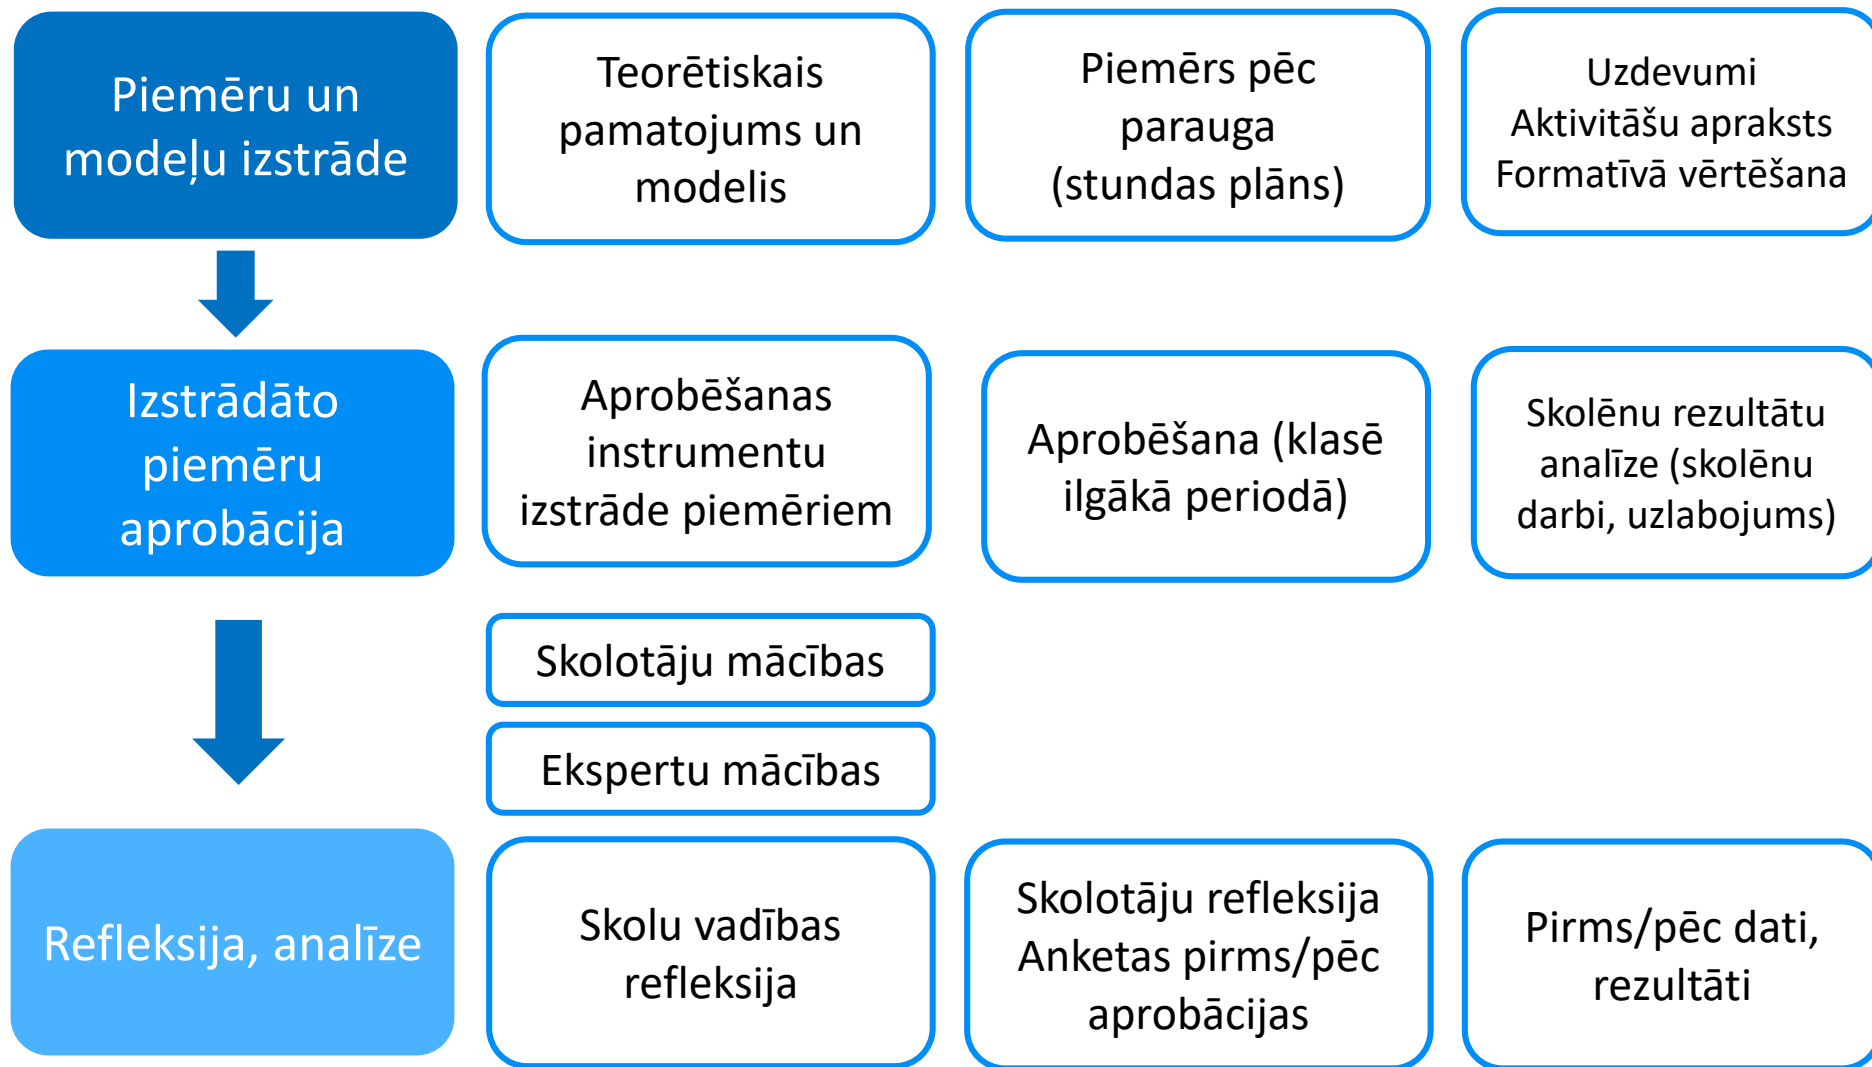 Piemēru un
modeļu izstrāde
Teorētiskais
pamatojums un
modelis
Piemērs pēc
parauga
(stundas plāns)
Uzdevumi
Aktivitāšu apraksts
Formatīvā vērtēšana
Izstrādāto
piemēru
aprobācija
Aprobēšanas
instrumentu
izstrāde piemēriem
Aprobēšana (klasē
ilgākā periodā)
Skolēnu rezultātu
analīze (skolēnu
darbi, uzlabojums)
Skolotāju mācības
Ekspertu mācības
Refleksija, analīze
Skolu vadības
refleksija
Skolotāju refleksija
Anketas pirms/pēc
aprobācijas
Pirms/pēc dati,
rezultāti